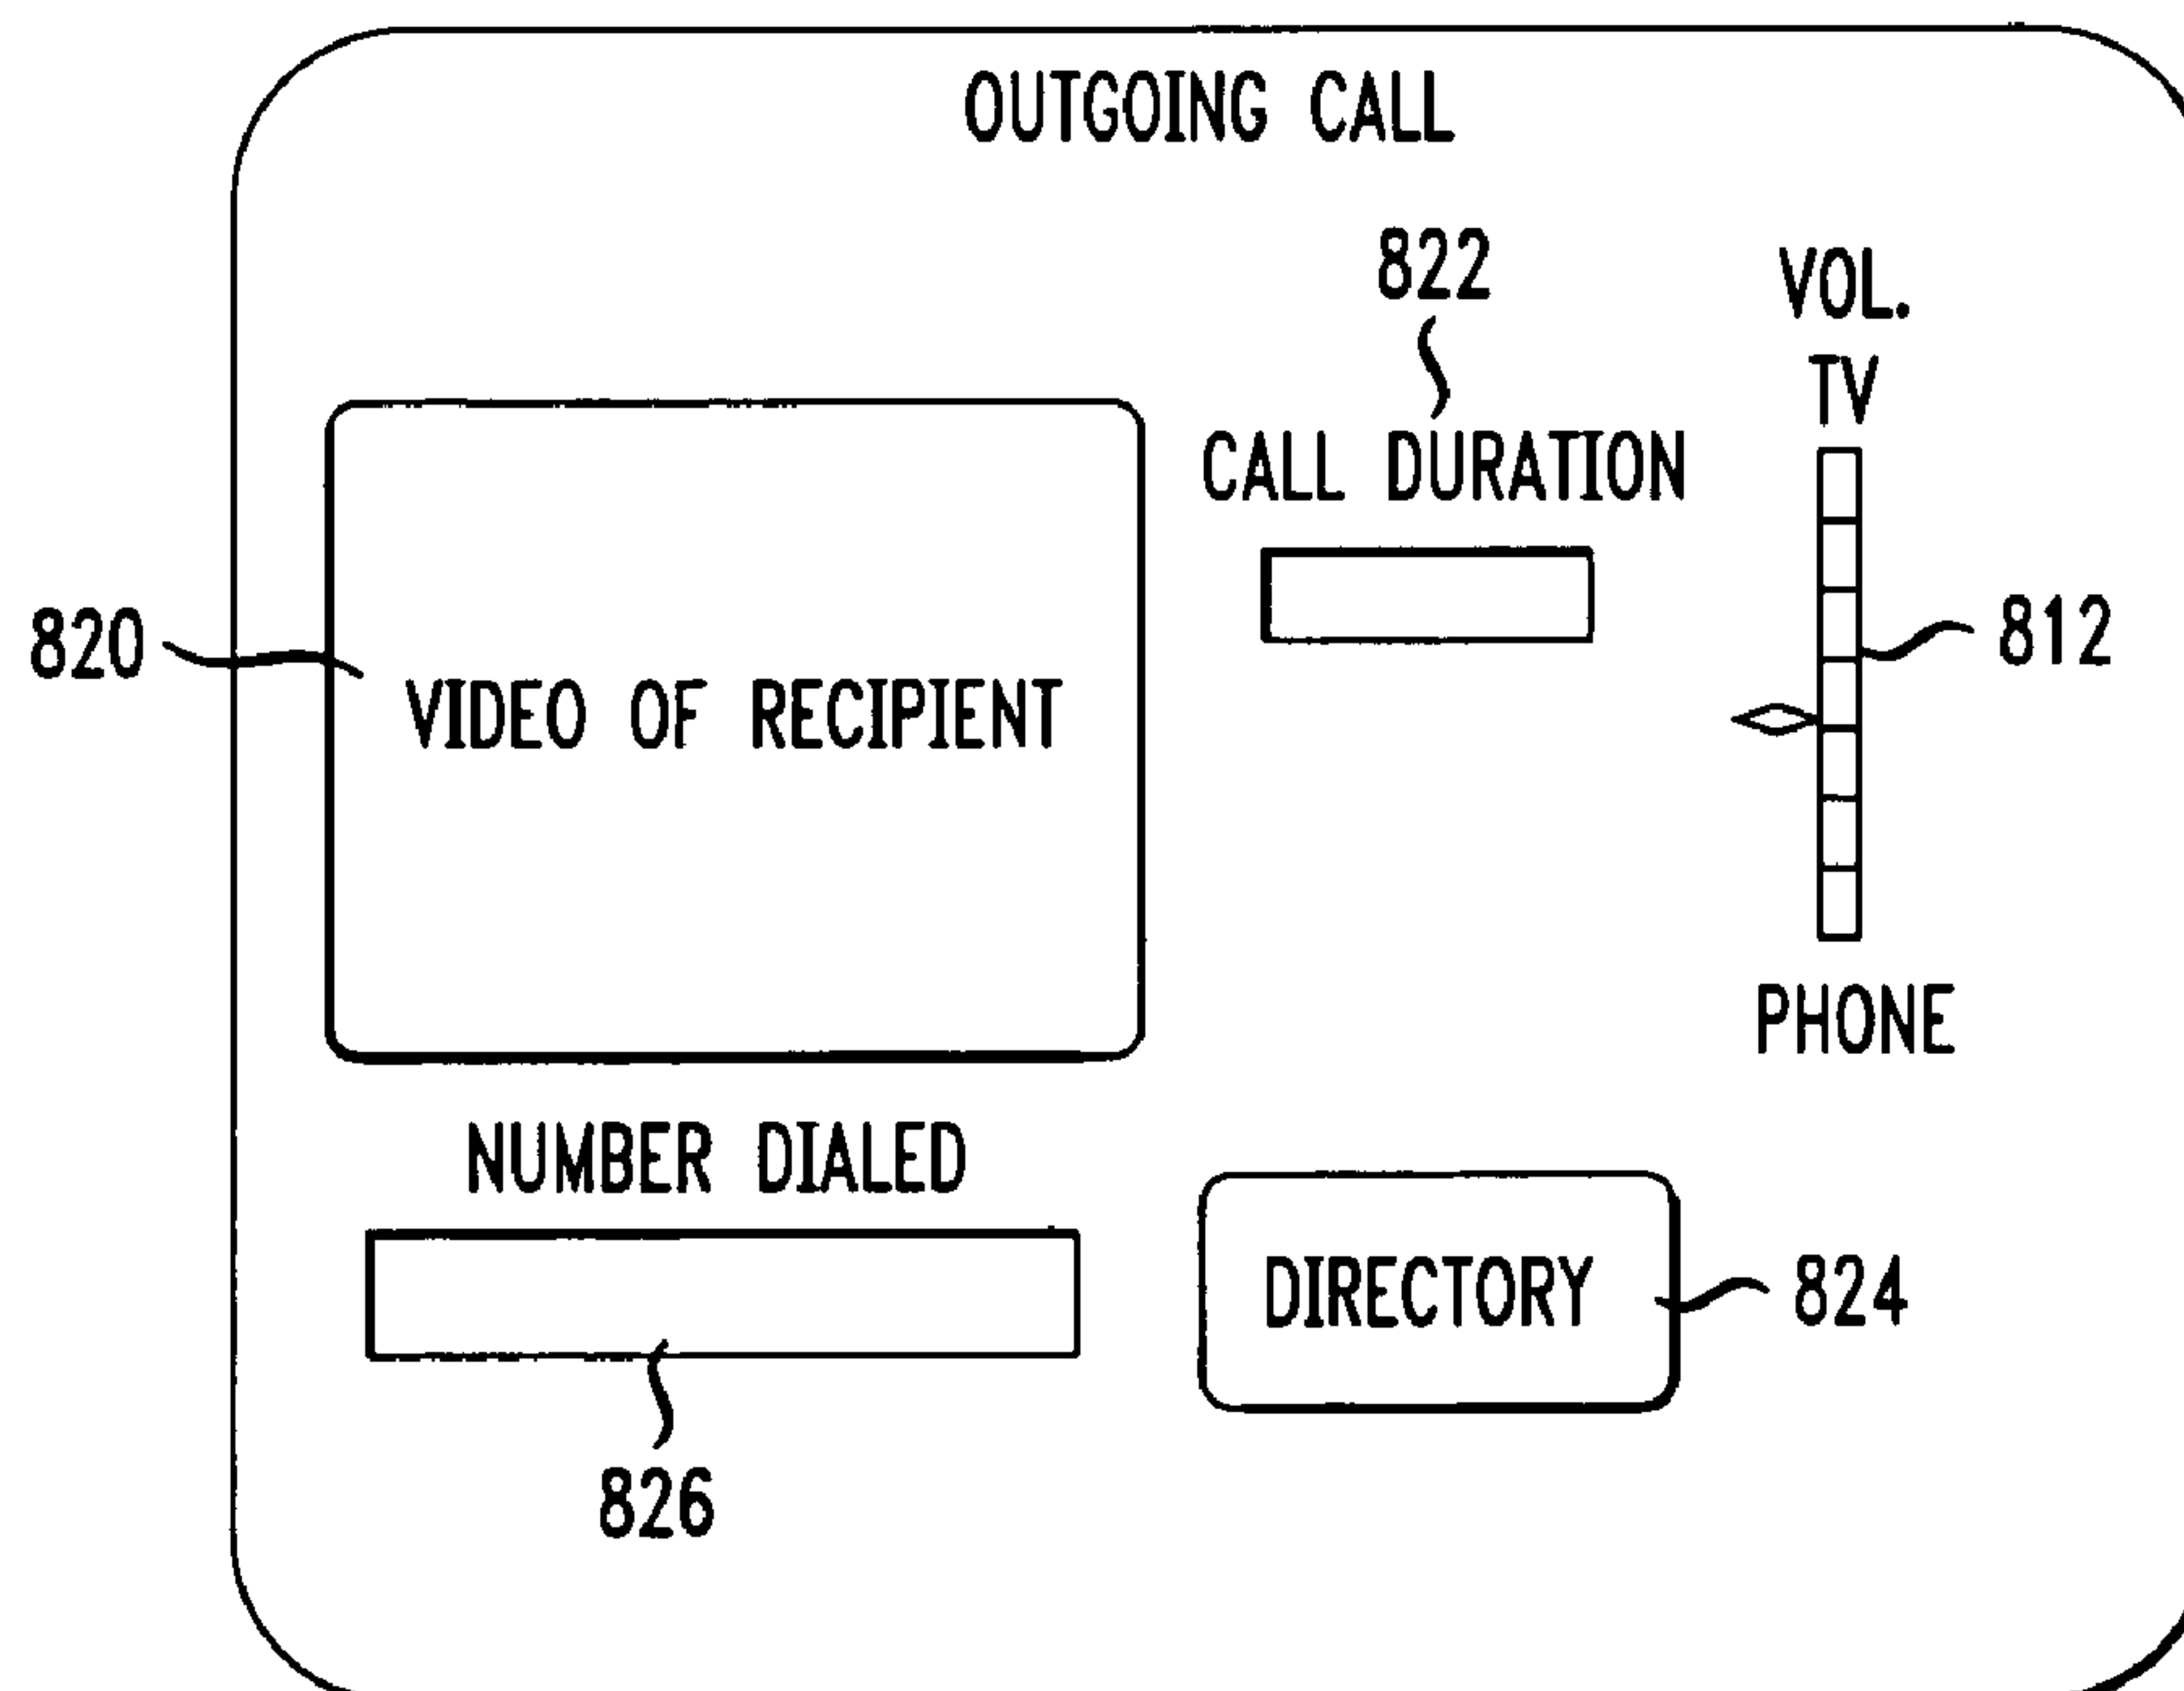 OUTGOING CALL
822
VOL.
TV
CALL DURATION
820
812
VIDEO OF RECIPIENT
PHONE
NUMBER DIALED
DIRECTORY
824
826